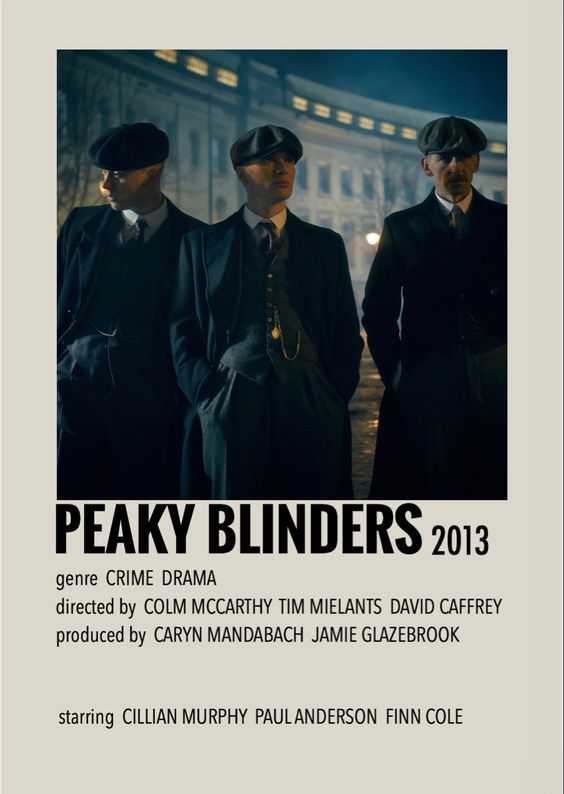 PEAKY BLINDERS 2013
genre CRIME DRAMA
directed by COLM MCCARTHY TIM MIELANTS DAVID CAFFREY
produced by CARYN MANDABACH JAMIE GLAZEBROOK
starring CILLIAN MURPHY PAUL ANDERSON FINN COLE